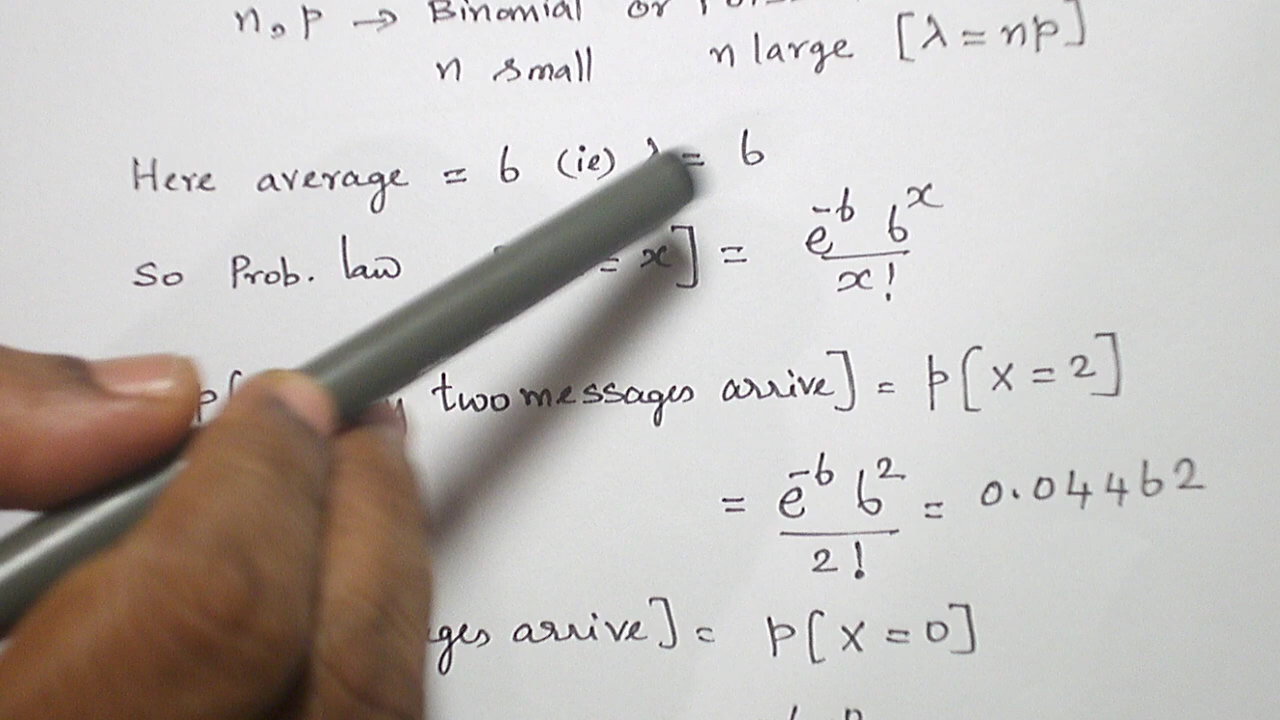 n, p → Binomial or
n small n large [λ = np]
Here average = 6 (ie) λ = 6
So Prob. law = x] = e^-6 6^x / x!
two messages arrive] = p[X = 2]
= e^-6 6^2 / 2! = 0.04462
arrive] = p[X = 0]